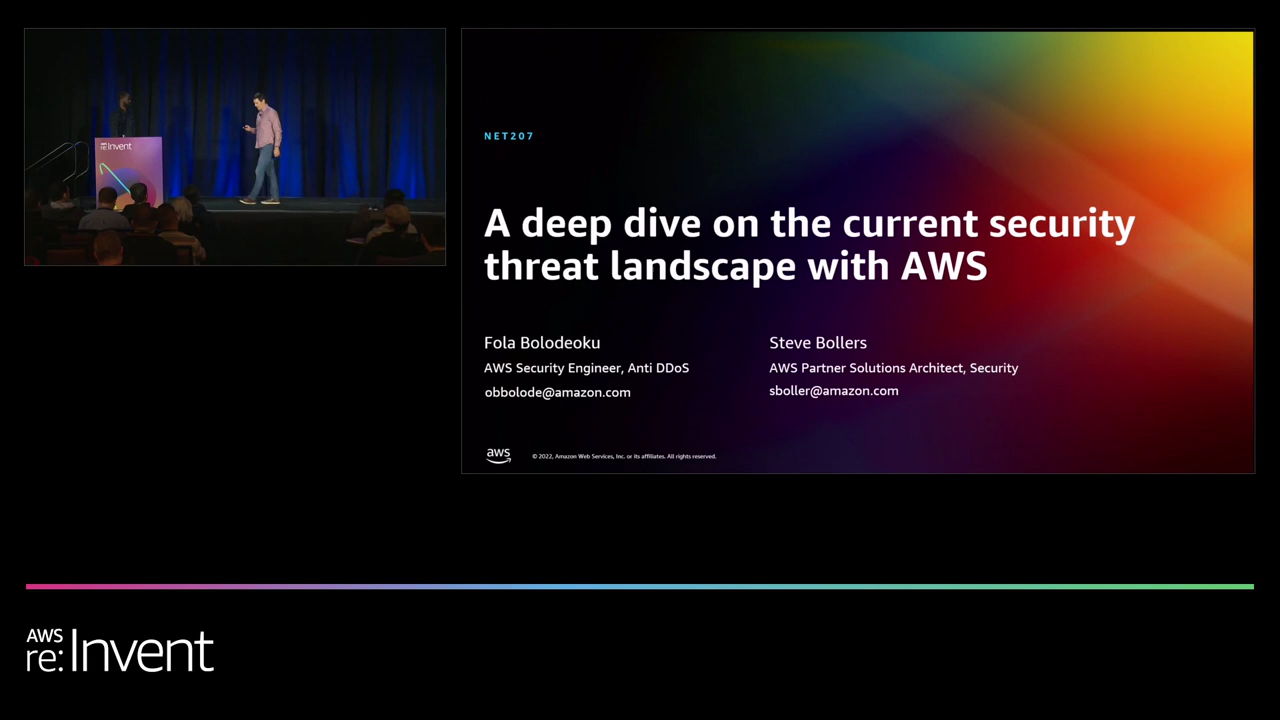 re:Invent
NET207
A deep dive on the current security
threat landscape with AWS
Fola Bolodeoku
AWS Security Engineer, Anti DDoS
obbolode@amazon.com
Steve Bollers
AWS Partner Solutions Architect, Security
sboller@amazon.com
aws
© 2022, Amazon Web Services, Inc. or its affiliates. All rights reserved.
AWS
re:Invent